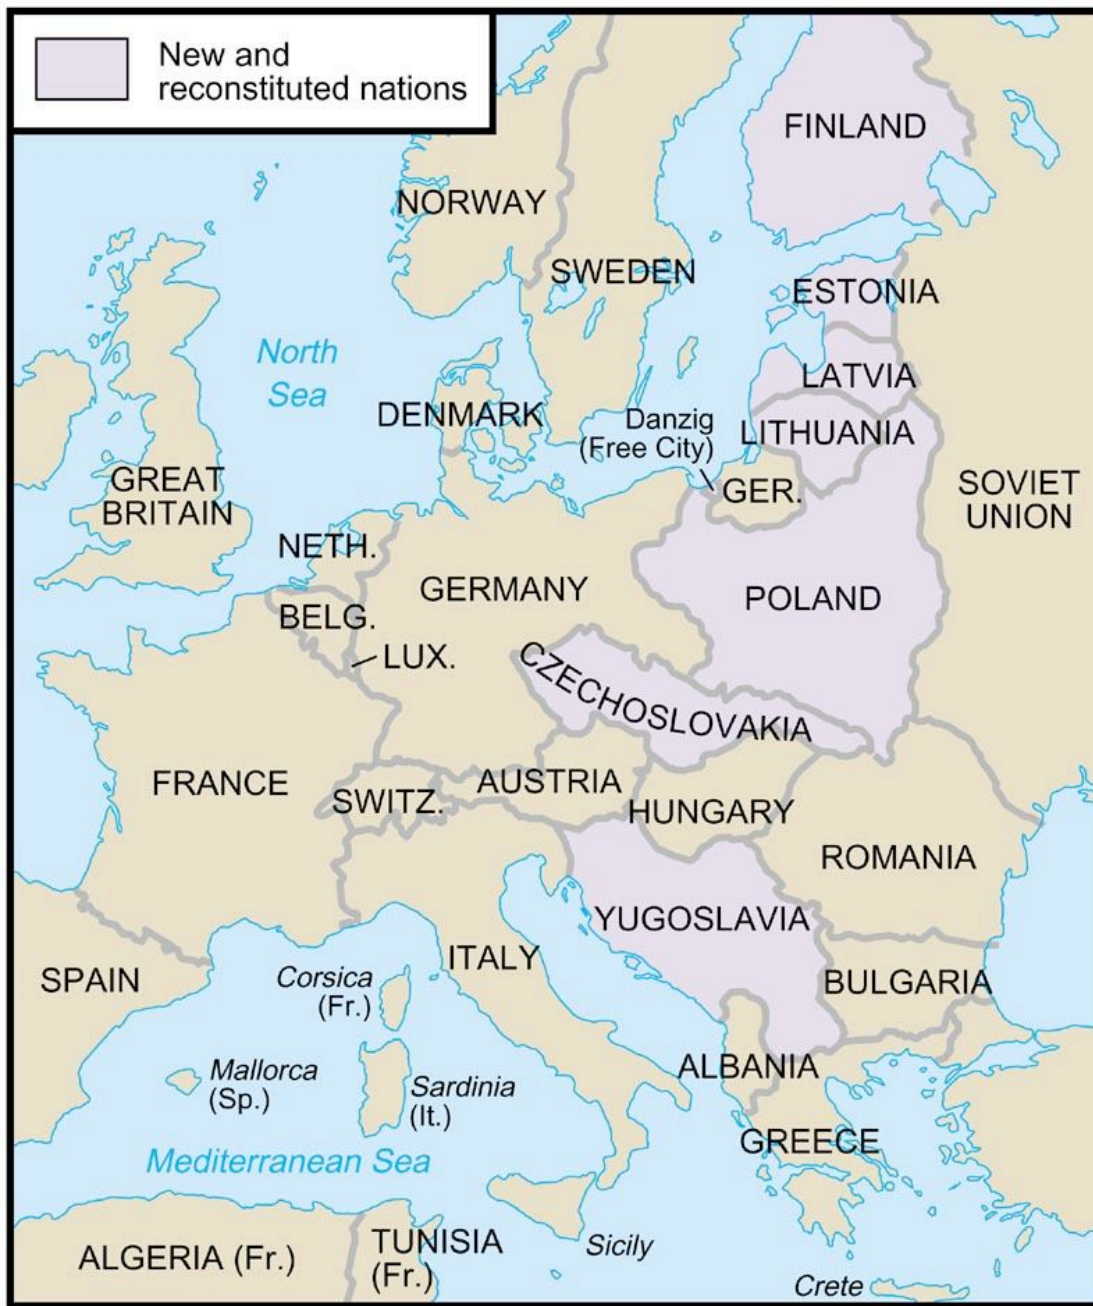 New and
reconstituted nations
FINLAND
NORWAY
SWEDEN
ESTONIA
North
Sea
LATVIA
DENMARK
Danzig
(Free City)
LITHUANIA
GREAT
BRITAIN
GER.
SOVIET
UNION
NETH.
GERMANY
POLAND
BELG.
LUX.
CZECHOSLOVAKIA
FRANCE
SWITZ.
AUSTRIA
HUNGARY
ROMANIA
YUGOSLAVIA
ITALY
SPAIN
Corsica
(Fr.)
BULGARIA
Mallorca
(Sp.)
Sardinia
(It.)
ALBANIA
GREECE
Mediterranean Sea
ALGERIA (Fr.)
TUNISIA
(Fr.)
Sicily
Crete